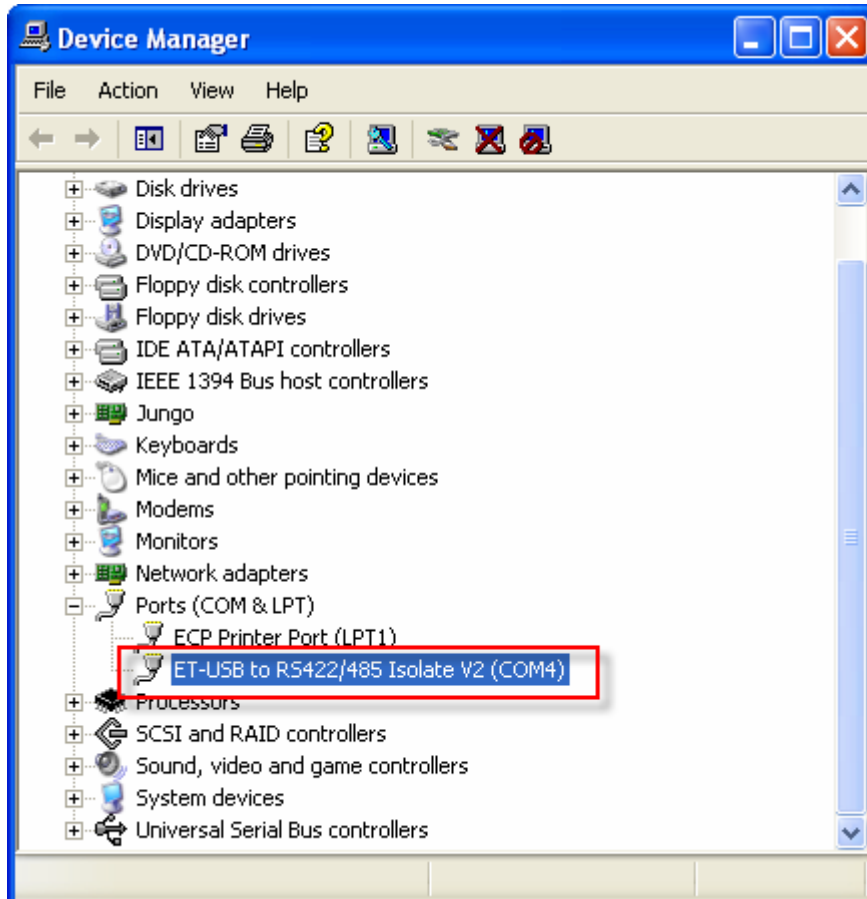 Device Manager
File Action View Help
Disk drives
Display adapters
DVD/CD-ROM drives
Floppy disk controllers
Floppy disk drives
IDE ATA/ATAPI controllers
IEEE 1394 Bus host controllers
Jungo
Keyboards
Mice and other pointing devices
Modems
Monitors
Network adapters
Ports (COM & LPT)
ECP Printer Port (LPT1)
ET-USB to RS422/485 Isolate V2 (COM4)
Processors
SCSI and RAID controllers
Sound, video and game controllers
System devices
Universal Serial Bus controllers